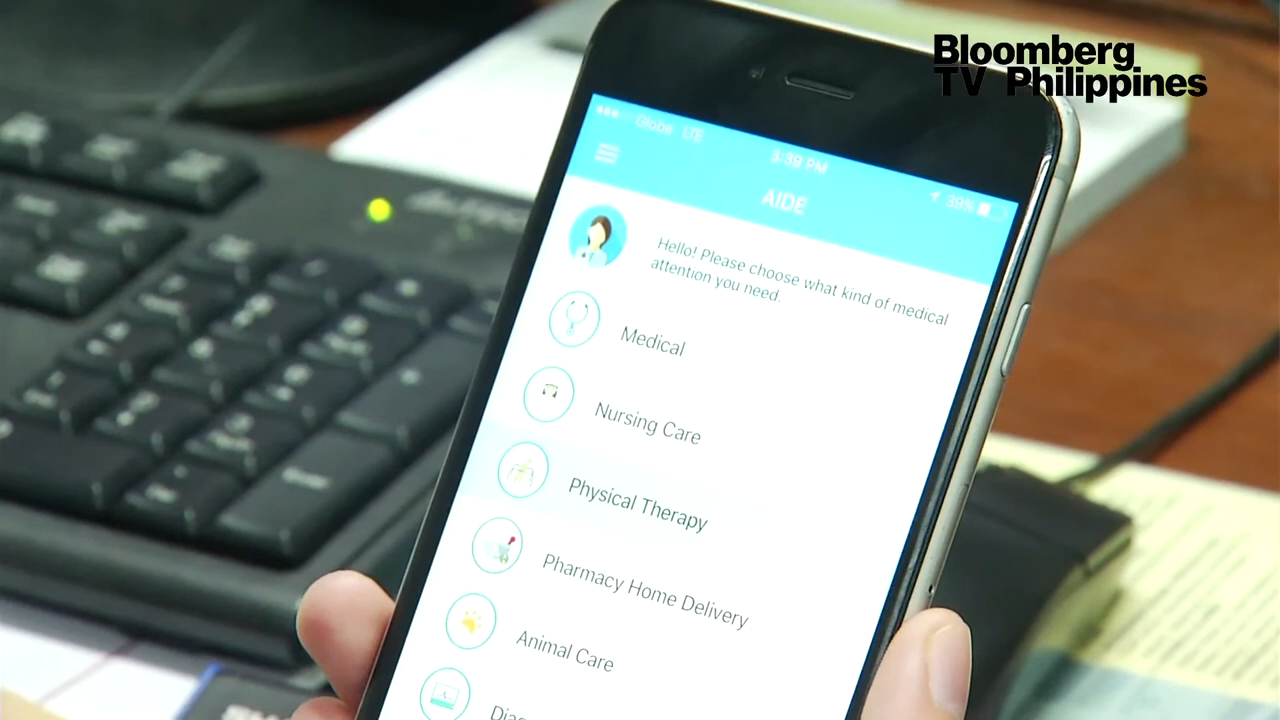 Bloomberg
TV Philippines
Globe LTE
3:39 PM
39%
AIDE
Hello! Please choose what kind of medical
attention you need.
Medical
Nursing Care
Physical Therapy
Pharmacy Home Delivery
Animal Care